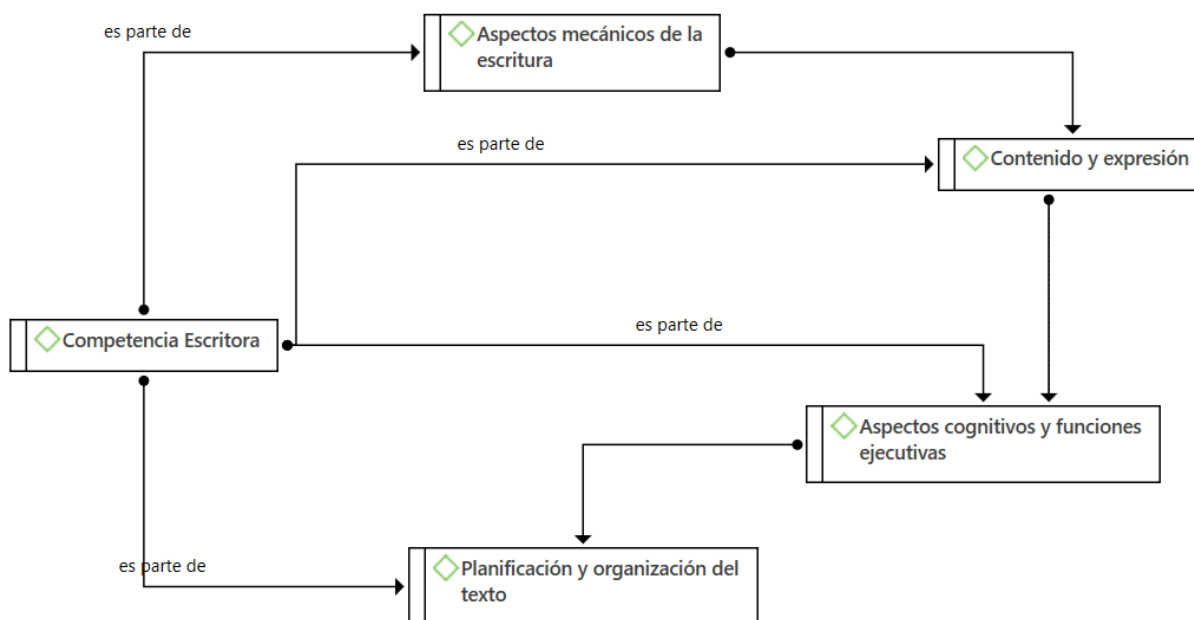 es parte de
Aspectos mecánicos de la
escritura
es parte de
Contenido y expresión
Competencia Escritora
es parte de
Aspectos cognitivos y funciones
ejecutivas
es parte de
Planificación y organización del
texto